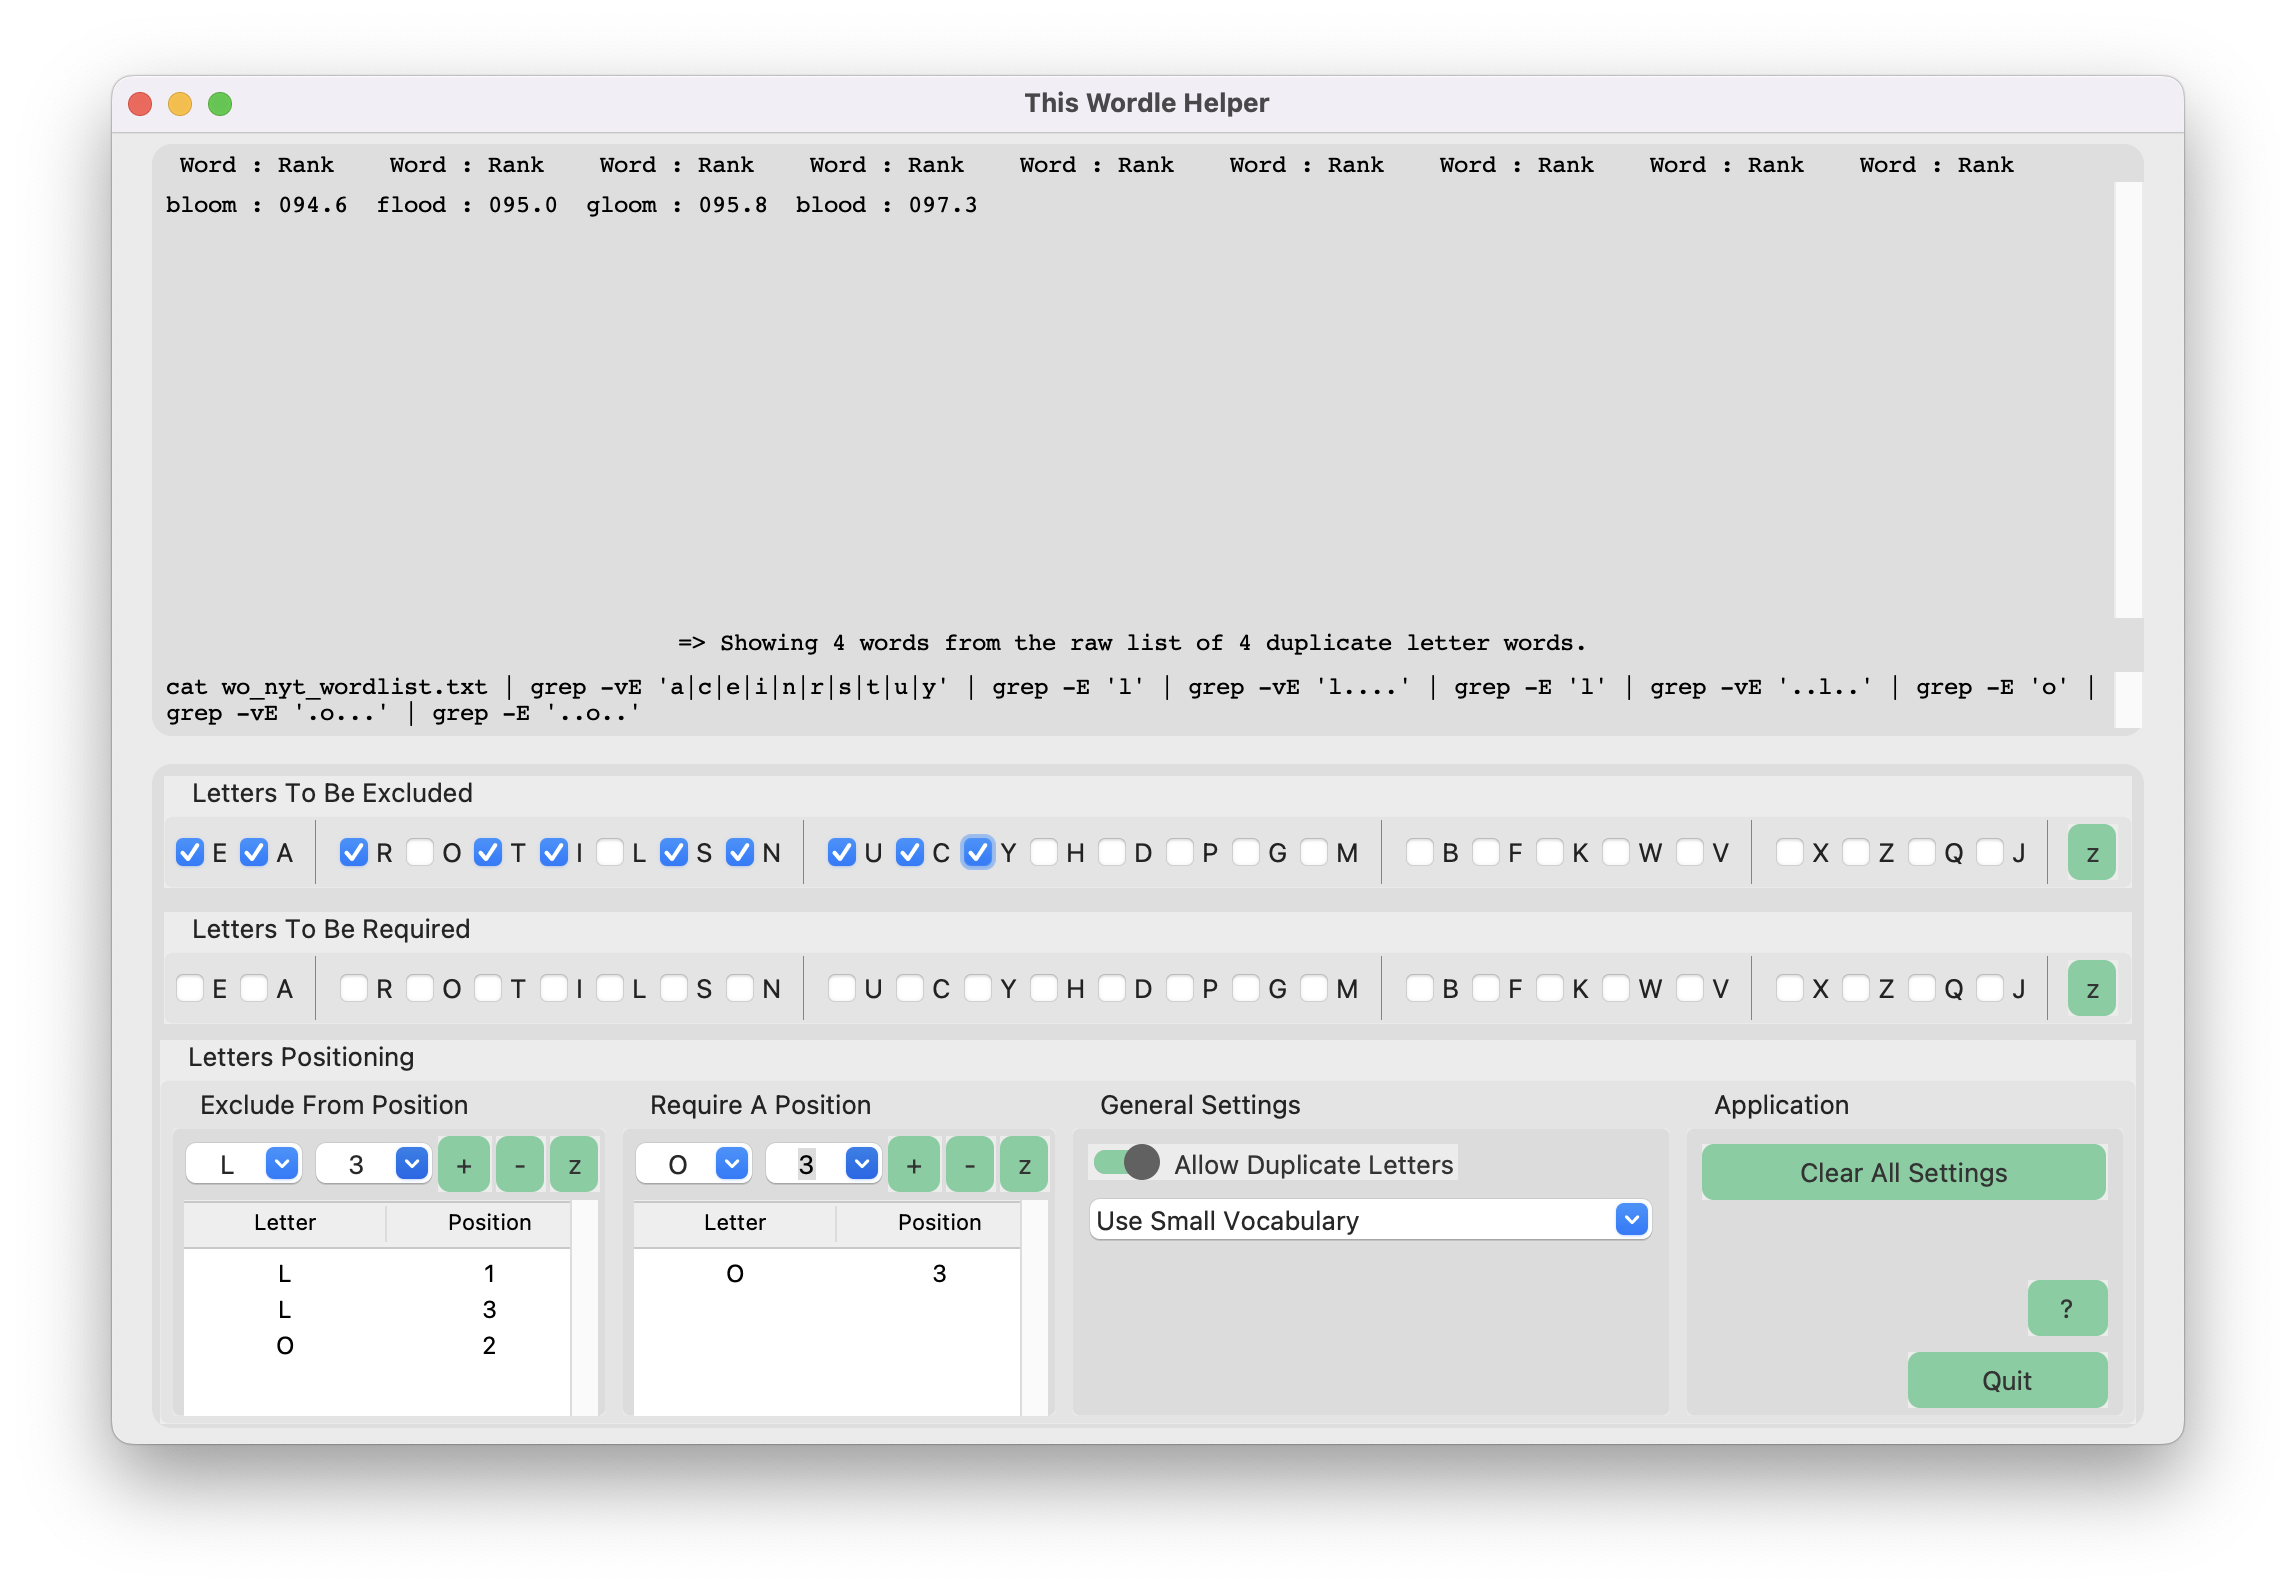 This Wordle Helper
Word : Rank    Word : Rank    Word : Rank    Word : Rank    Word : Rank    Word : Rank    Word : Rank    Word : Rank    Word : Rank
bloom : 094.6  flood : 095.0  gloom : 095.8  blood : 097.3
=> Showing 4 words from the raw list of 4 duplicate letter words.
cat wo_nyt_wordlist.txt | grep -vE 'a|c|e|i|n|r|s|t|u|y' | grep -E 'l' | grep -vE 'l....' | grep -E 'l' | grep -vE '..l..' | grep -E 'o' |
grep -vE '.o...' | grep -E '..o..'
Letters To Be Excluded
E A R O T I L S N U C Y H D P G M B F K W V X Z Q J z
Letters To Be Required
E A R O T I L S N U C Y H D P G M B F K W V X Z Q J z
Letters Positioning
Exclude From Position Require A Position General Settings Application
L 3 + - z O 3 + - z Allow Duplicate Letters Clear All Settings
Letter Position Letter Position Use Small Vocabulary
L 1 O 3
L 3 ?
O 2
Quit